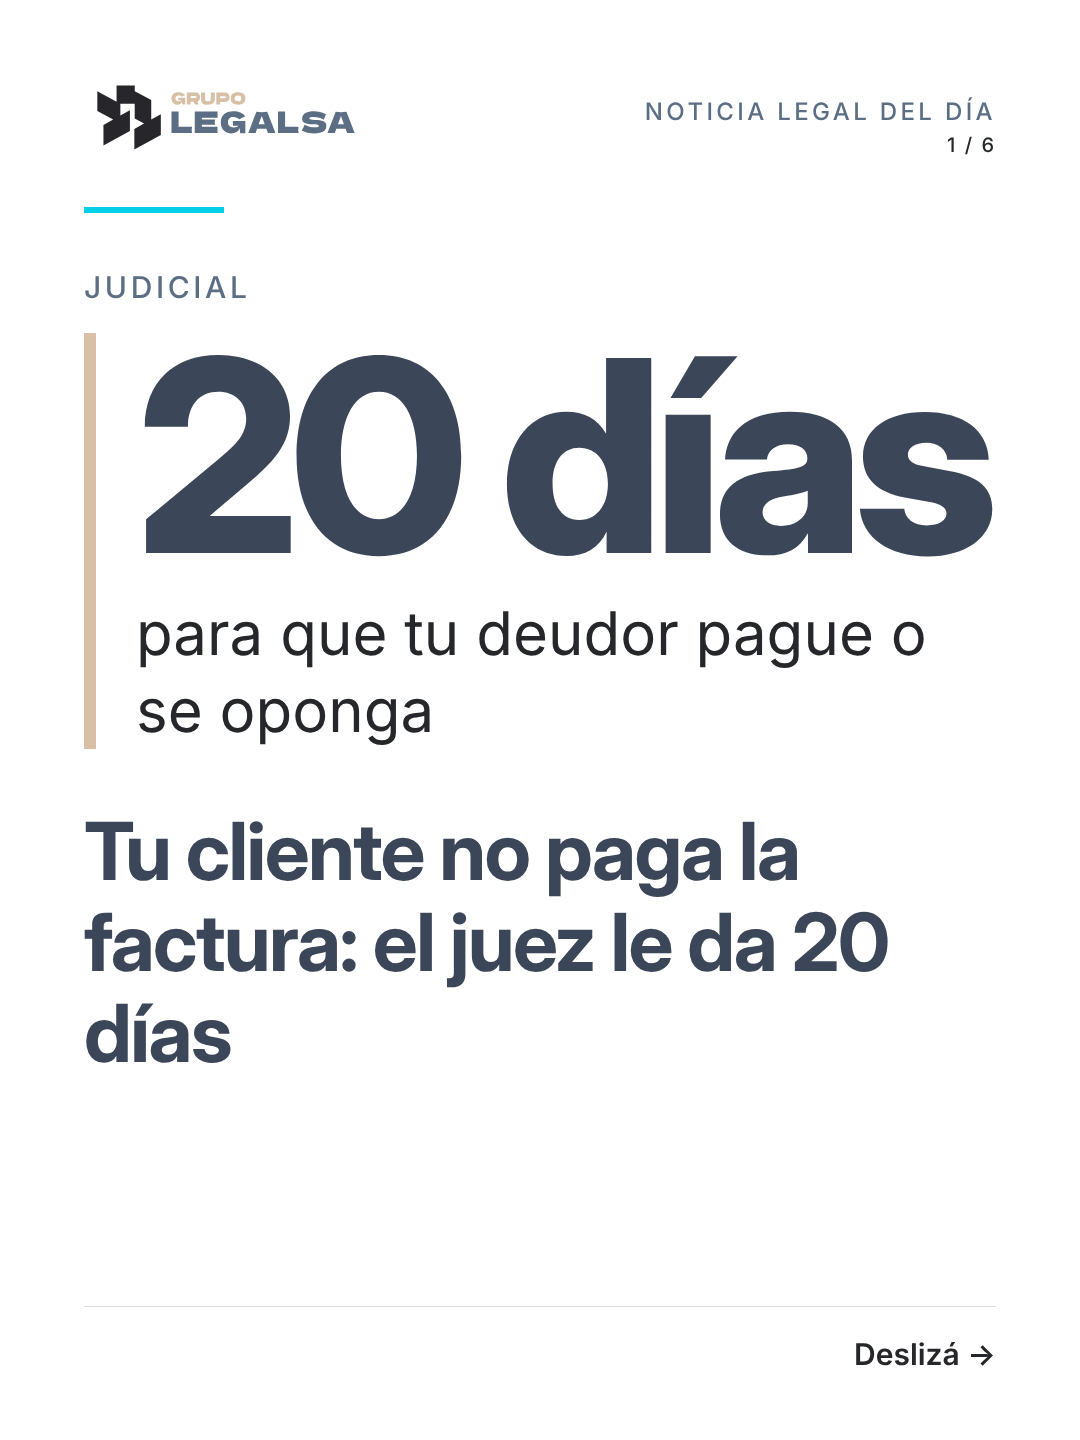 GRUPO
LEGALSA
NOTICIA LEGAL DEL DÍA
1 / 6
JUDICIAL
20 días
para que tu deudor pague o
se oponga
Tu cliente no paga la
factura: el juez le da 20
días
Deslizá →